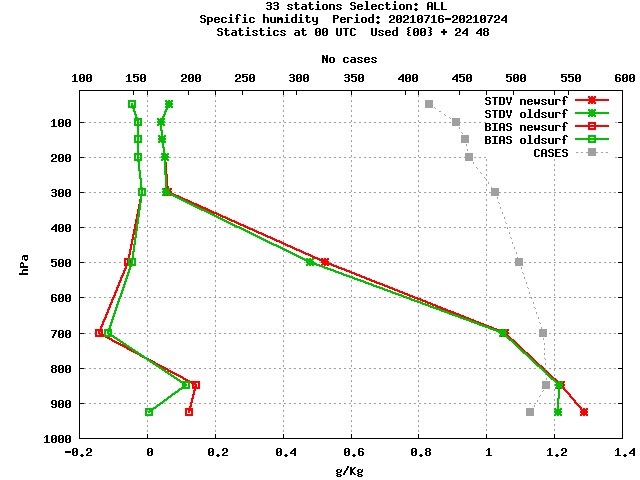 33 stations Selection: ALL
Specific humidity  Period: 20210716-20210724
Statistics at 00 UTC  Used {00} + 24 48
No cases
100 150 200 250 300 350 400 450 500 550 600
STDV newsurf
STDV oldsurf
BIAS newsurf
BIAS oldsurf
CASES
100
200
300
400
500
600
700
800
900
1000
hPa
-0.2 0 0.2 0.4 0.6 0.8 1 1.2 1.4
g/Kg